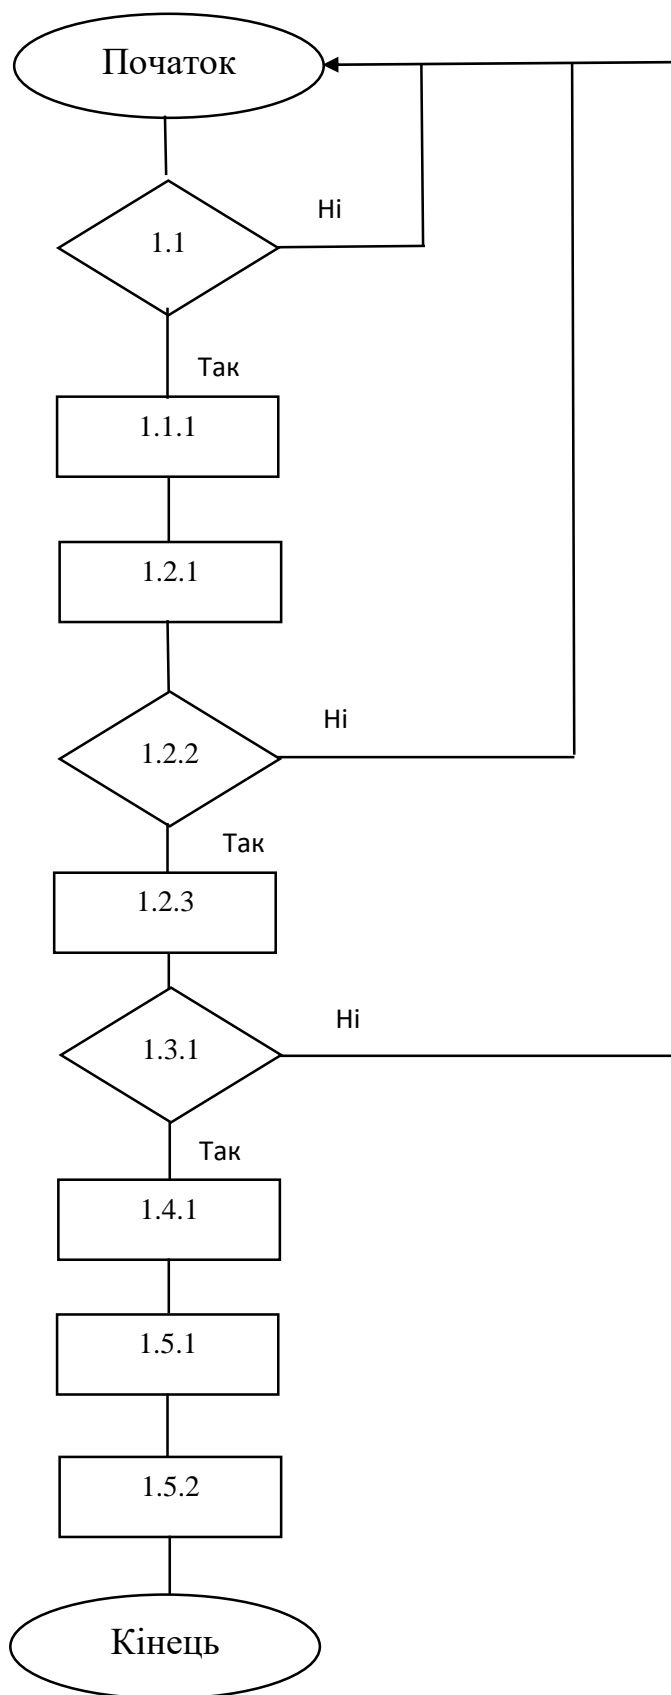 Початок
Ні
1.1
Так
1.1.1
1.2.1
Ні
1.2.2
Так
1.2.3
Ні
1.3.1
Так
1.4.1
1.5.1
1.5.2
Кінець